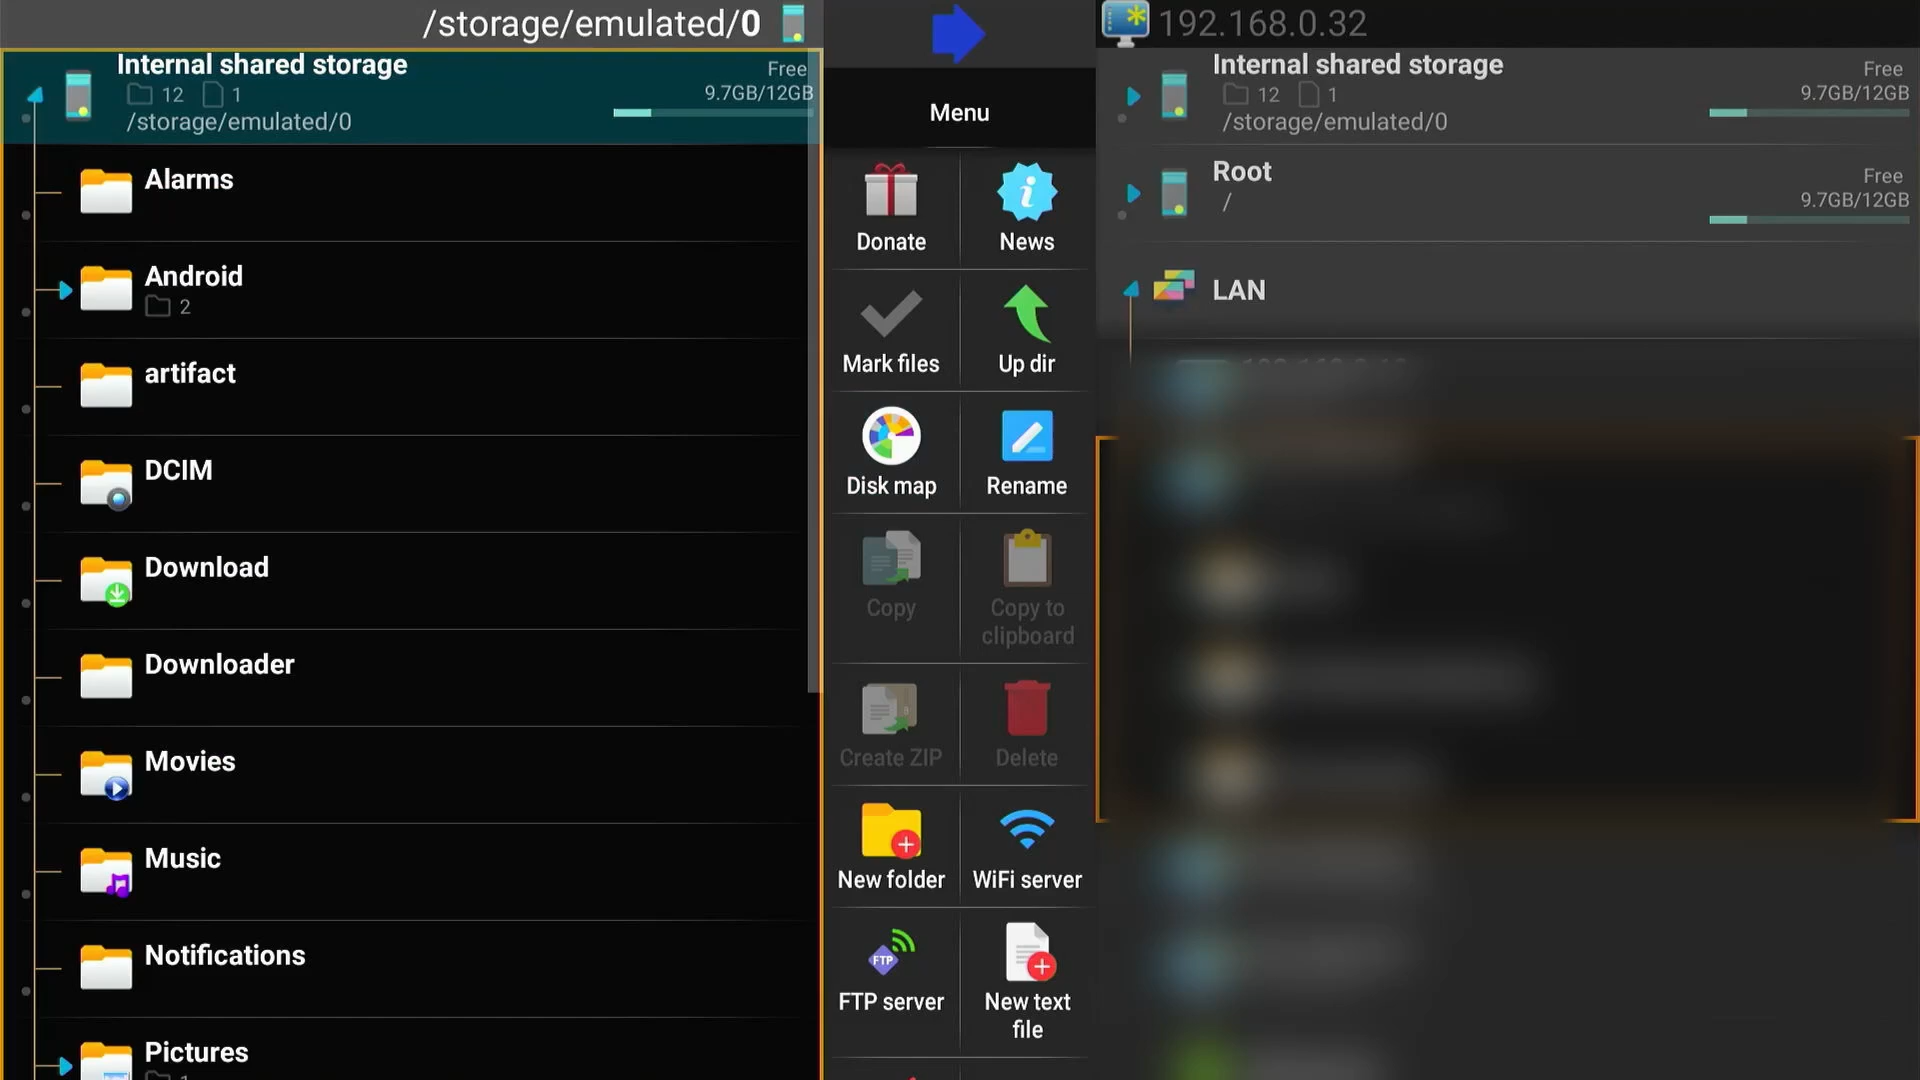 /storage/emulated/0
Internal shared storage
12 1
/storage/emulated/0
Free
9.7GB/12GB
Alarms
Android
2
artifact
DCIM
Download
Downloader
Movies
Music
Notifications
Pictures
Menu
Donate
News
Mark files
Up dir
Disk map
Rename
Copy
Copy to
clipboard
Create ZIP
Delete
New folder
WiFi server
FTP
FTP server
New text
file
192.168.0.32
Internal shared storage
12 1
/storage/emulated/0
Free
9.7GB/12GB
Root
/
Free
9.7GB/12GB
LAN